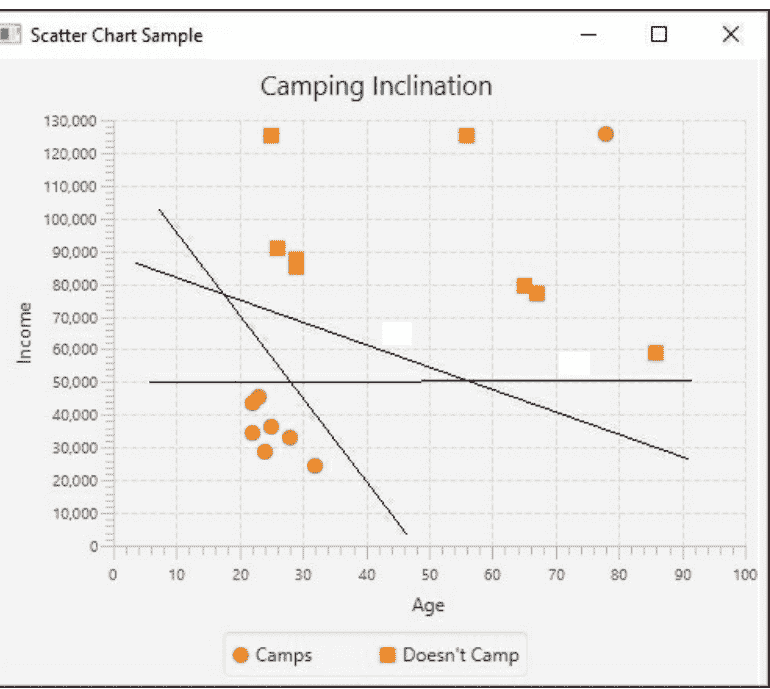 Scatter Chart Sample
Camping Inclination
130,000
120,000
110,000
100,000
90,000
80,000
70,000
60,000
50,000
40,000
30,000
20,000
10,000
0
Income
0 10 20 30 40 50 60 70 80 90 100
Age
Camps Doesn't Camp